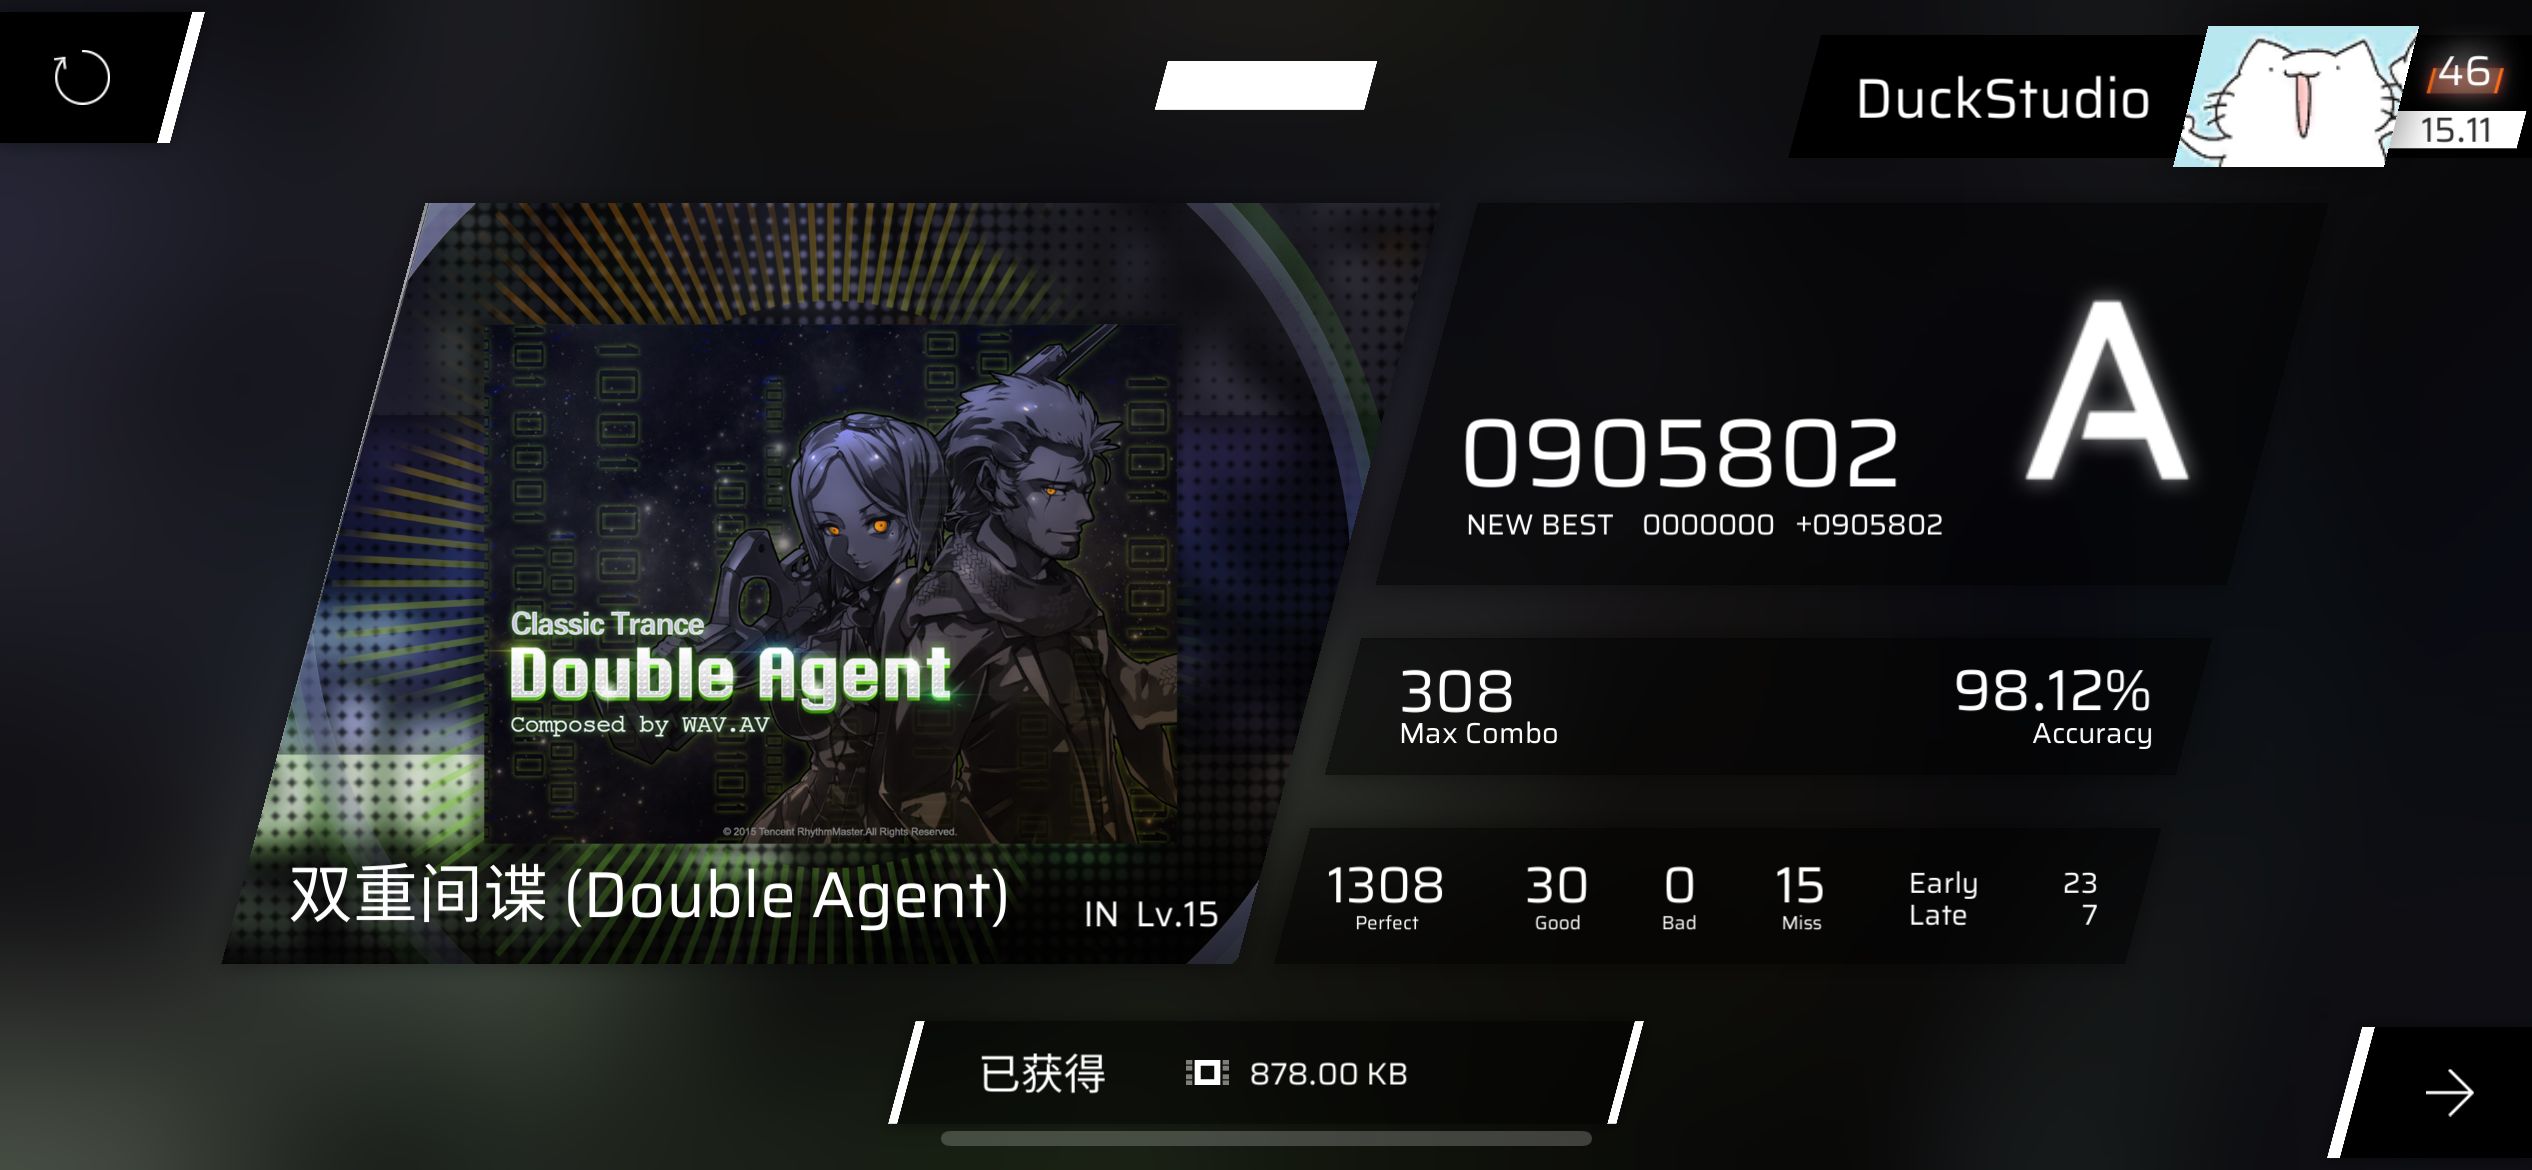 DuckStudio
46
15.11
Classic Trance
Double Agent
Composed by WAV.AV
© 2015 Tencent RhythmMaster.All Rights Reserved.
双重间谍 (Double Agent)
IN Lv.15
A
0905802
NEW BEST 0000000 +0905802
308
Max Combo
98.12%
Accuracy
1308
Perfect
30
Good
0
Bad
15
Miss
Early 23
Late 7
已获得 878.00 KB